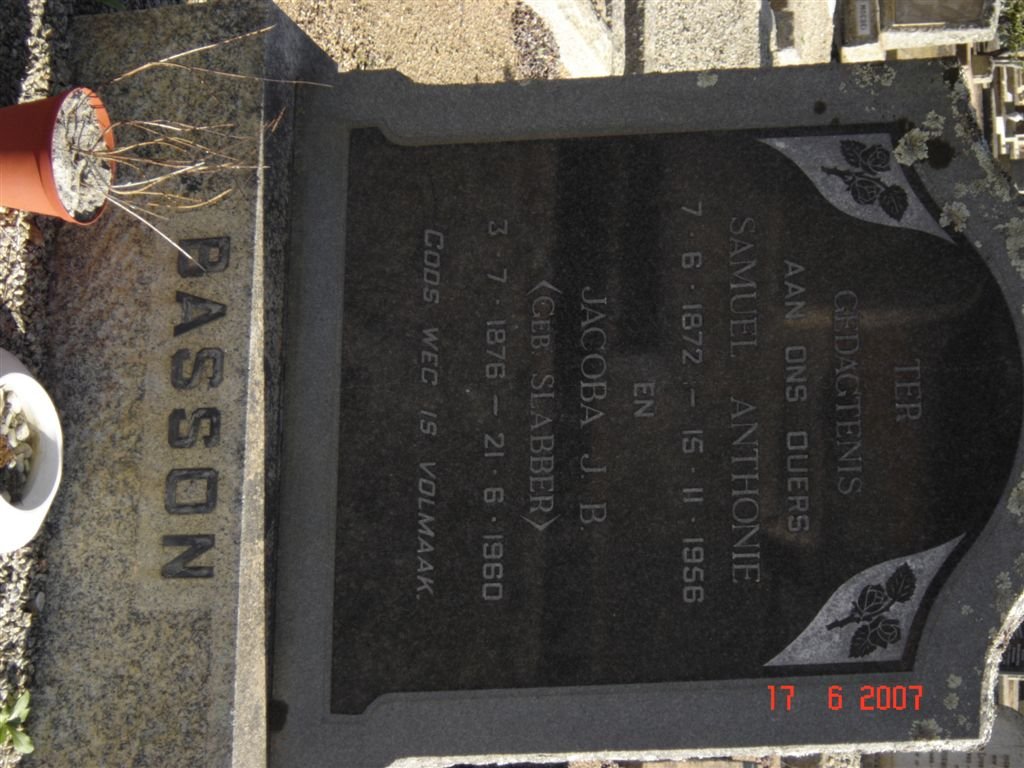 TER
GEDAGTENIS
AAN ONS OUERS
SAMUEL ANTHONIE
7·6·1872 – 15·11·1956
EN
JACOBA J. B.
(GEB. SLABBER)
3·7·1876 – 21·6·1960
GODS WEG IS VOLMAAK.
BASSON
17 6 2007